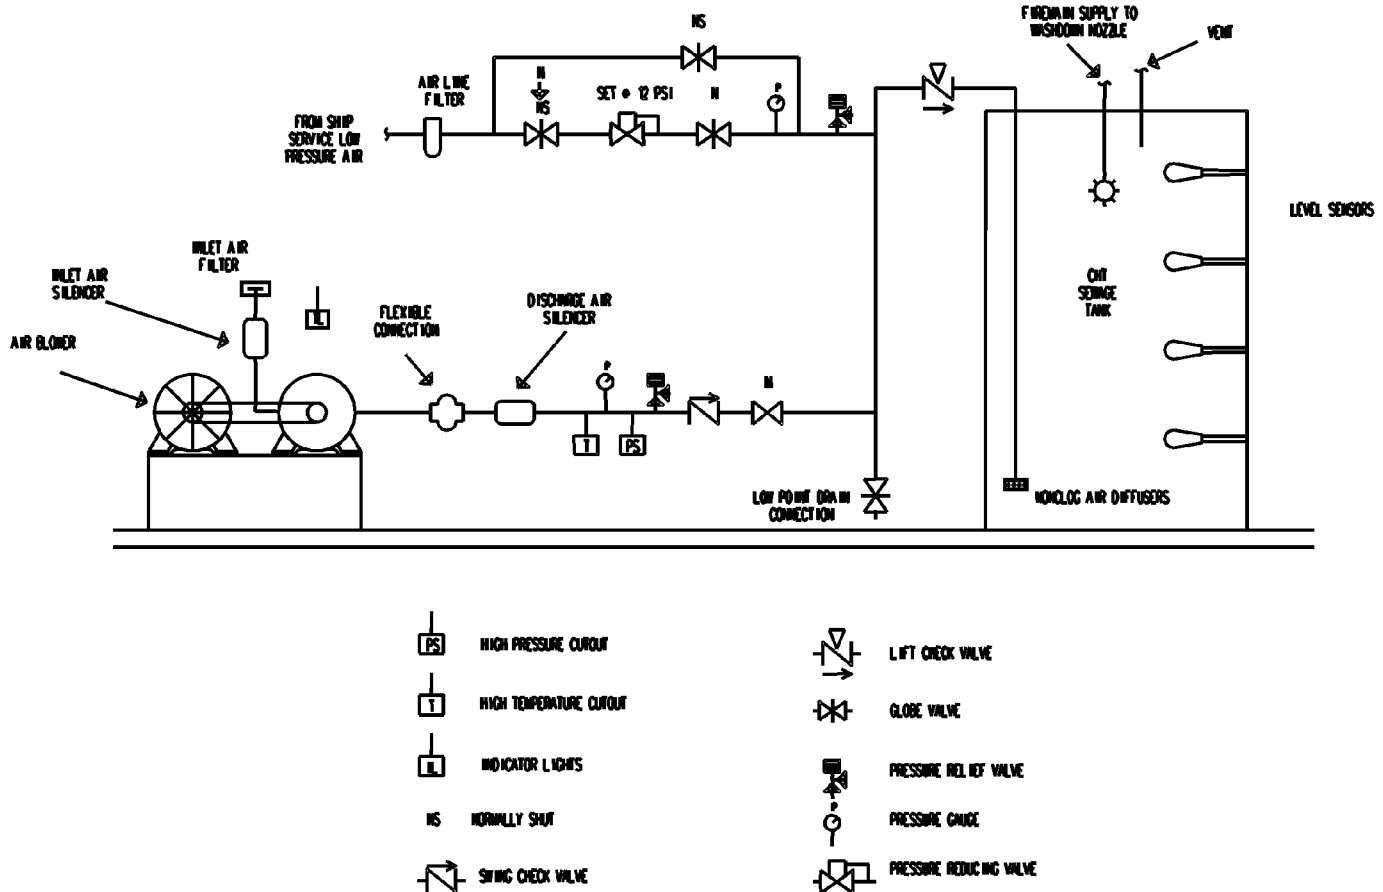 NS
FIREMAIN SUPPLY TO
WASHDOWN NOZZLE
VENT
AIR LINE
FILTER
N
NS
SET @ 12 PSI
N
P
FROM SHIP
SERVICE LOW
PRESSURE AIR
LEVEL SENSORS
INLET AIR
FILTER
INLET AIR
SILENCER
IL
FLEXIBLE
CONNECTION
DISCHARGE AIR
SILENCER
CHT
SEWAGE
TANK
AIR BLOWER
P
N
T
PS
LOW POINT DRAIN
CONNECTION
NONCLOG AIR DIFFUSERS
PS
HIGH PRESSURE CUTOUT
LIFT CHECK VALVE
T
HIGH TEMPERATURE CUTOUT
GLOBE VALVE
IL
INDICATOR LIGHTS
PRESSURE RELIEF VALVE
NS
NORMALLY SHUT
P
PRESSURE GAUGE
SWING CHECK VALVE
PRESSURE REDUCING VALVE